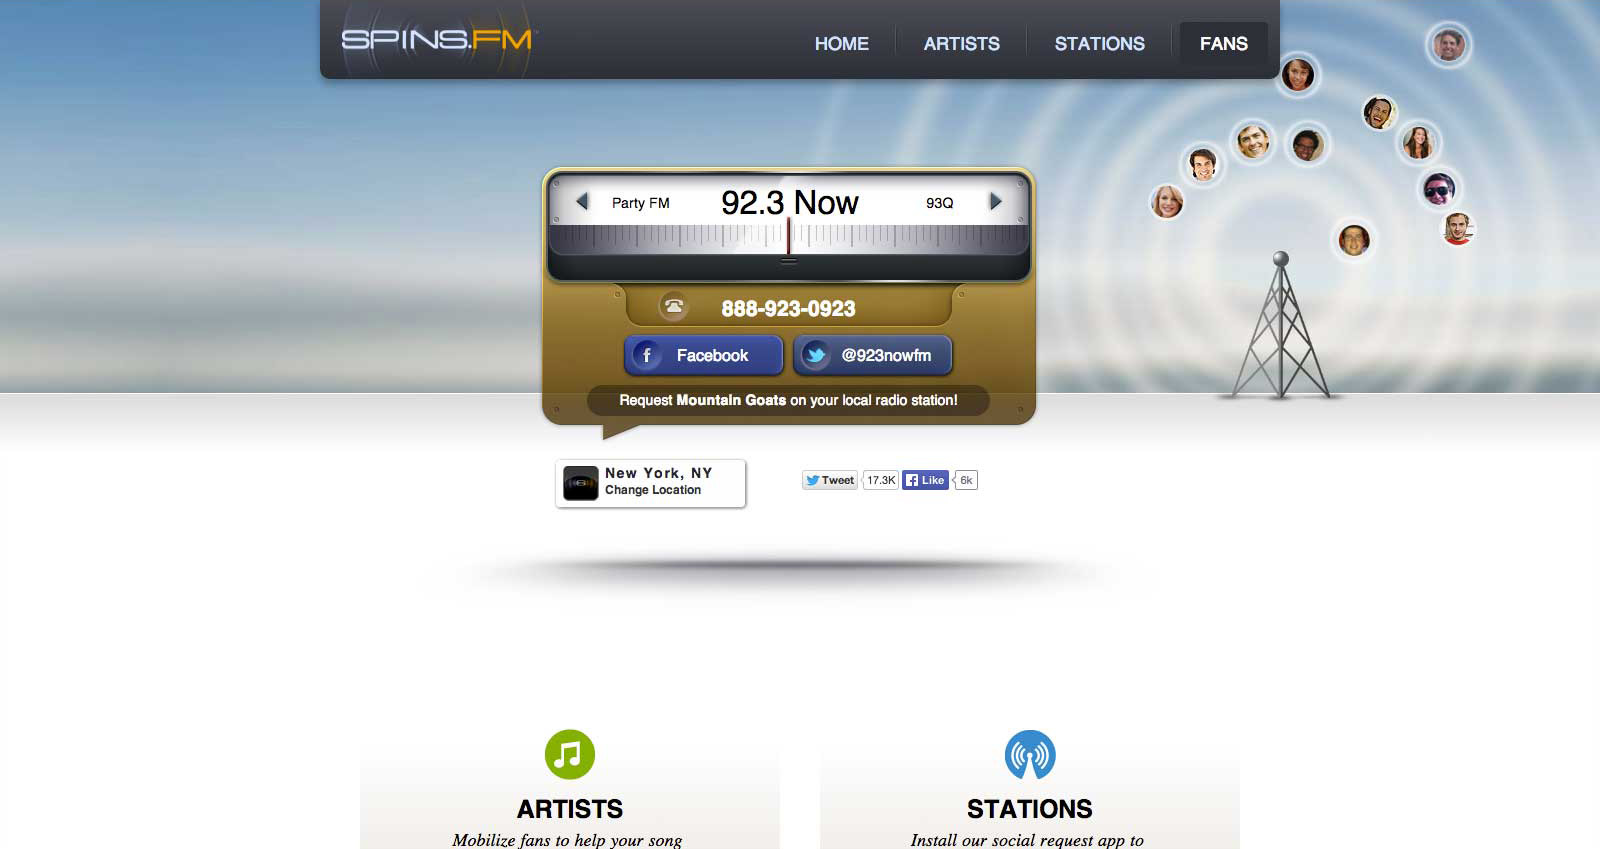 SPINS.FM
HOME ARTISTS STATIONS FANS
Party FM 92.3 Now 93Q
888-923-0923
f Facebook @923nowfm
Request Mountain Goats on your local radio station!
New York, NY
Change Location
Tweet 17.3K f Like 6k
ARTISTS
Mobilize fans to help your song
STATIONS
Install our social request app to